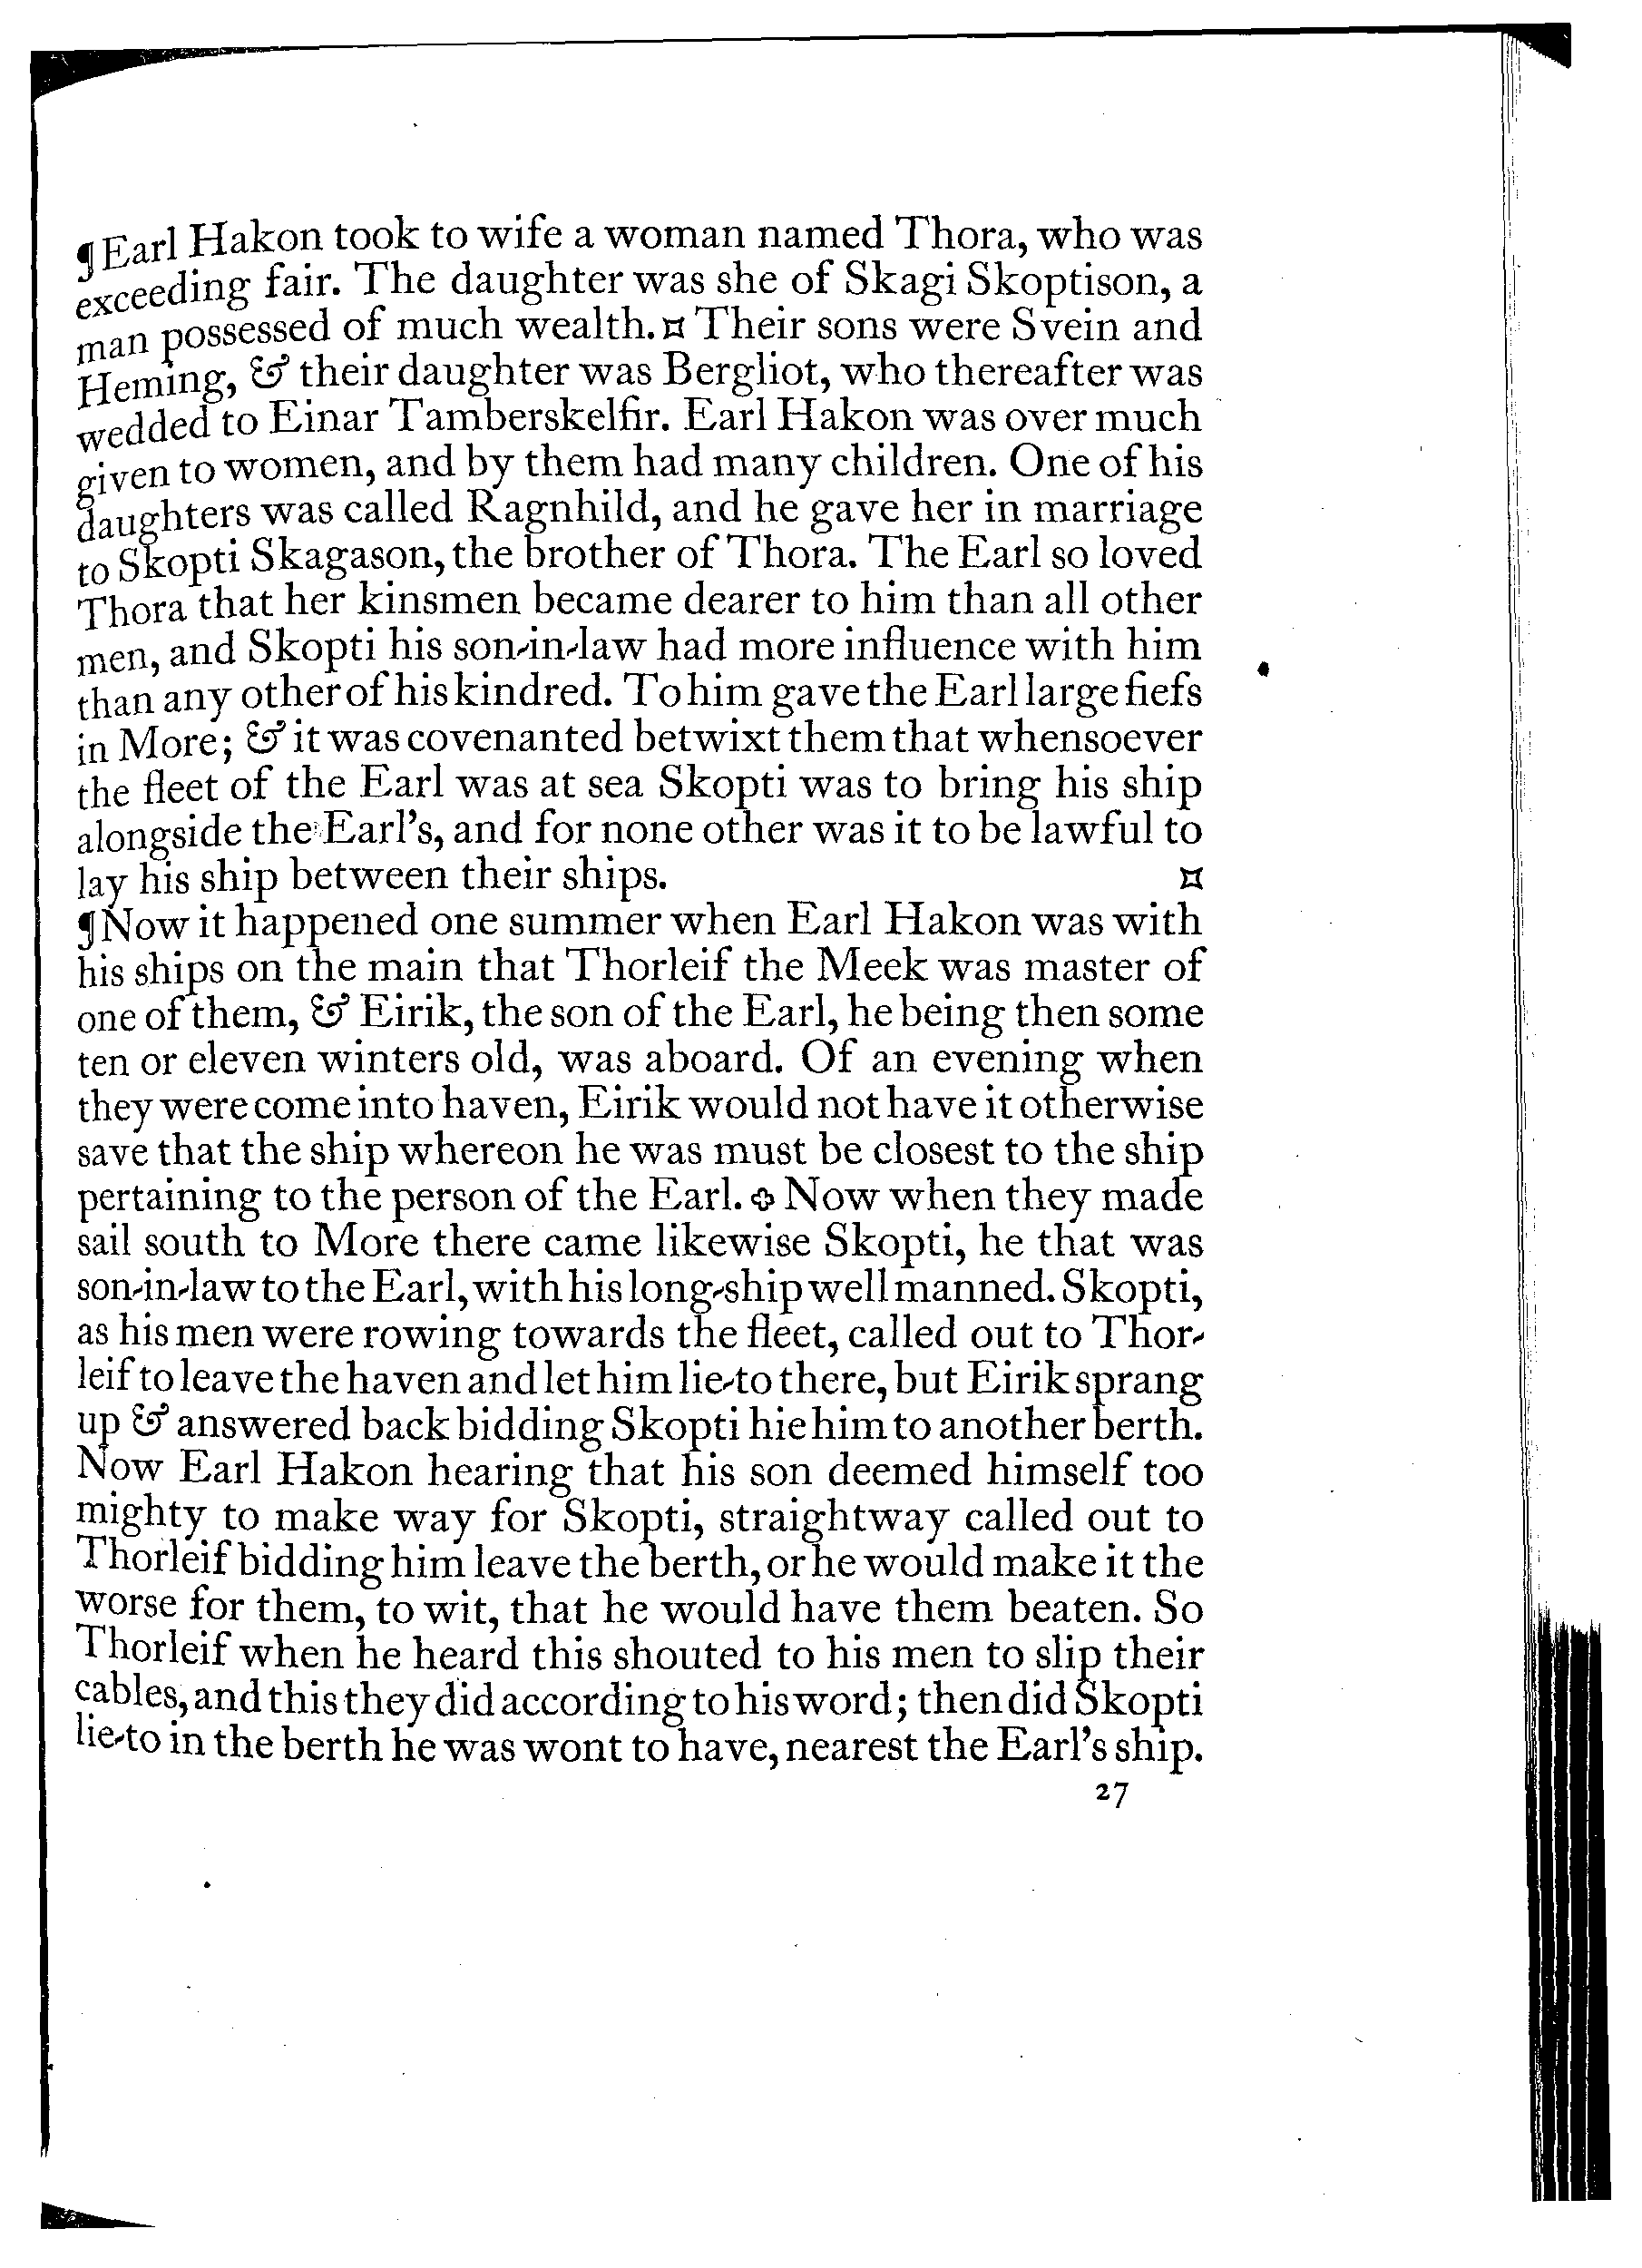 ¶Earl Hakon took to wife a woman named Thora, who was
exceeding fair. The daughter was she of Skagi Skoptison, a
man possessed of much wealth. ¤ Their sons were Svein and
Heming, & their daughter was Bergliot, who thereafter was
wedded to Einar Tamberskelfir. Earl Hakon was over much
given to women, and by them had many children. One of his
daughters was called Ragnhild, and he gave her in marriage
to Skopti Skagason, the brother of Thora. The Earl so loved
Thora that her kinsmen became dearer to him than all other
men, and Skopti his son-in-law had more influence with him
than any other of his kindred. To him gave the Earl large fiefs
in More; & it was covenanted betwixt them that whensoever
the fleet of the Earl was at sea Skopti was to bring his ship
alongside the Earl's, and for none other was it to be lawful to
lay his ship between their ships. ¤
¶Now it happened one summer when Earl Hakon was with
his ships on the main that Thorleif the Meek was master of
one of them, & Eirik, the son of the Earl, he being then some
ten or eleven winters old, was aboard. Of an evening when
they were come into haven, Eirik would not have it otherwise
save that the ship whereon he was must be closest to the ship
pertaining to the person of the Earl. ✥ Now when they made
sail south to More there came likewise Skopti, he that was
son-in-law to the Earl, with his long-ship well manned. Skopti,
as his men were rowing towards the fleet, called out to Thor-
leif to leave the haven and let him lie-to there, but Eirik sprang
up & answered back bidding Skopti hie him to another berth.
Now Earl Hakon hearing that his son deemed himself too
mighty to make way for Skopti, straightway called out to
Thorleif bidding him leave the berth, or he would make it the
worse for them, to wit, that he would have them beaten. So
Thorleif when he heard this shouted to his men to slip their
cables, and this they did according to his word; then did Skopti
lie-to in the berth he was wont to have, nearest the Earl's ship.
27